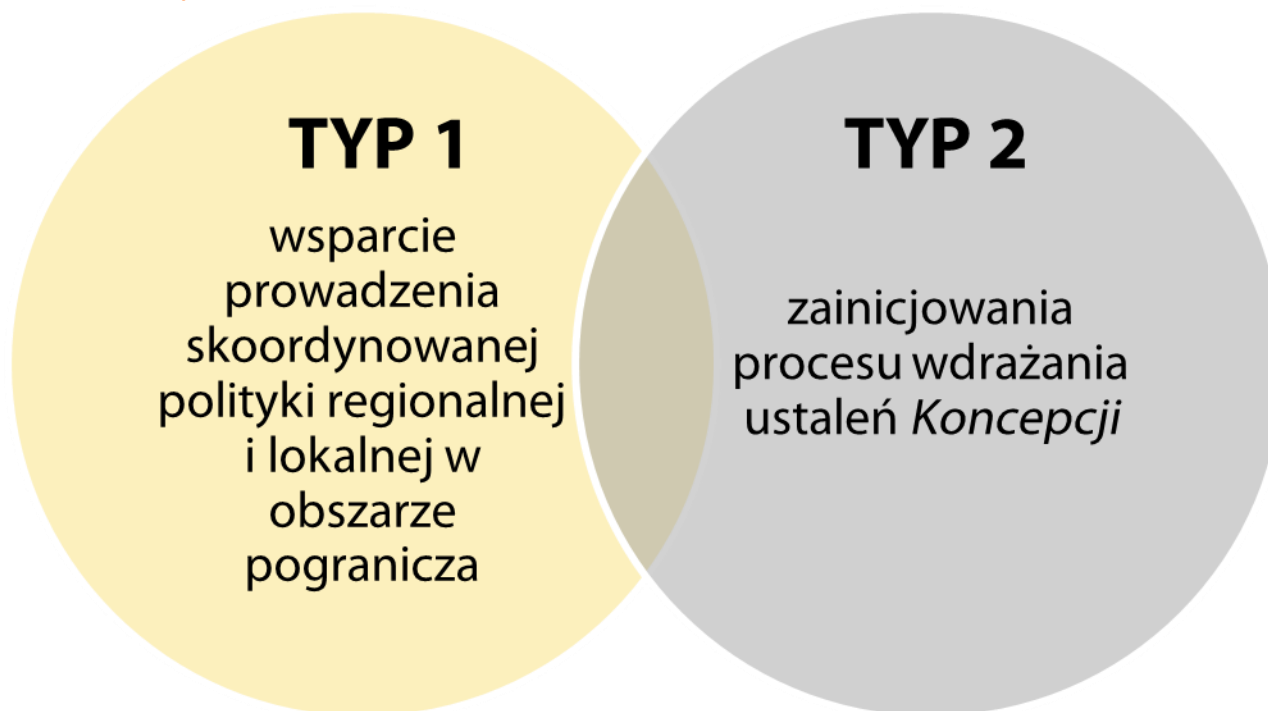 TYP 1
wsparcie
prowadzenia
skoordynowanej
polityki regionalnej
i lokalnej w
obszarze
pogranicza
TYP 2
zainicjowania
procesu wdrażania
ustaleń Koncepcji